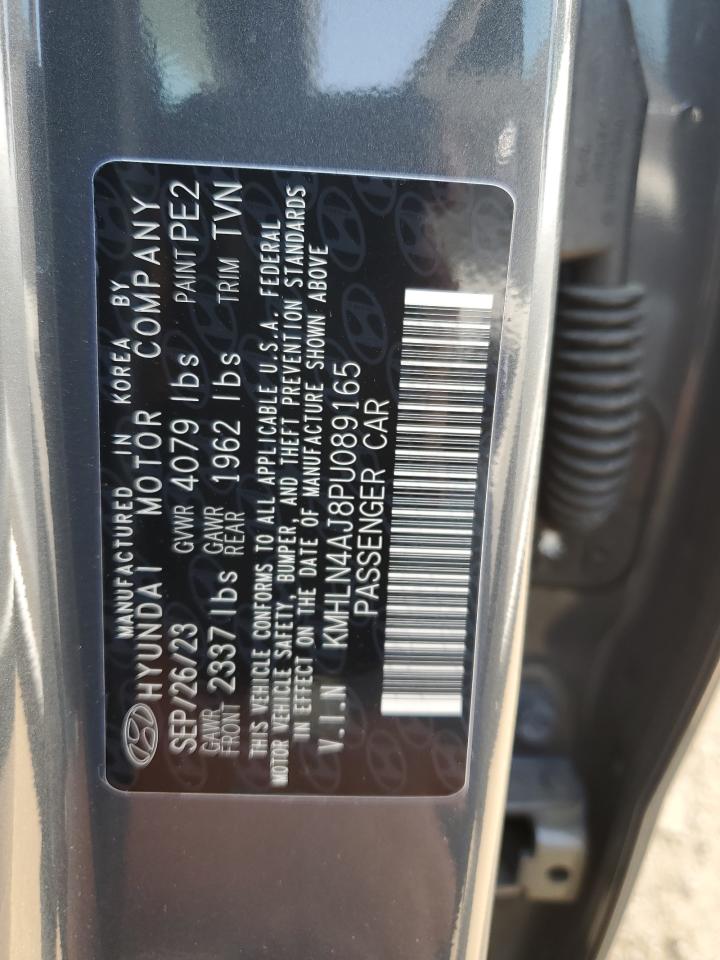 MANUFACTURED IN KOREA BY
HYUNDAI MOTOR COMPANY
SEP/26/23 GVWR 4079 lbs PAINT PE2
GAWR FRONT 2337 lbs GAWR REAR 1962 lbs TRIM TVN
THIS VEHICLE CONFORMS TO ALL APPLICABLE U.S.A. FEDERAL
MOTOR VEHICLE SAFETY, BUMPER, AND THEFT PREVENTION STANDARDS
IN EFFECT ON THE DATE OF MANUFACTURE SHOWN ABOVE
V.I.N KMHLN4AJ8PU089165
PASSENGER CAR